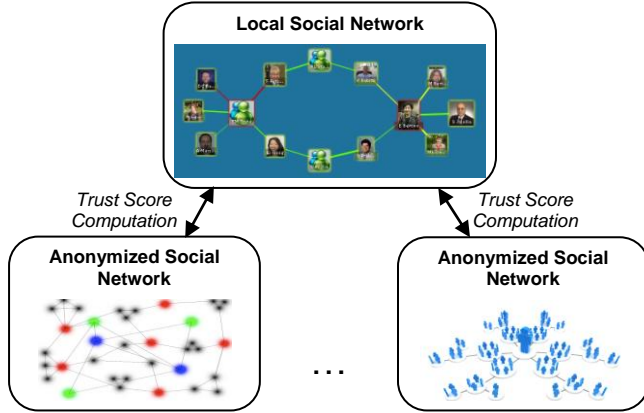 Local Social Network
Trust Score
Computation
Trust Score
Computation
Anonymized Social
Network
Anonymized Social
Network
. . .